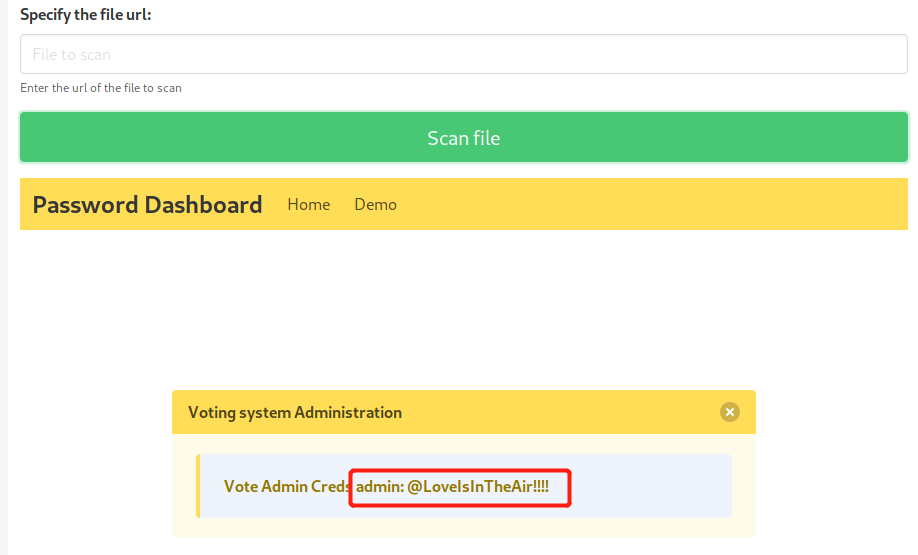 Specify the file url:
File to scan
Enter the url of the file to scan
Scan file
Password Dashboard Home Demo
Voting system Administration
Vote Admin Creds admin: @LoveIsInTheAir!!!!